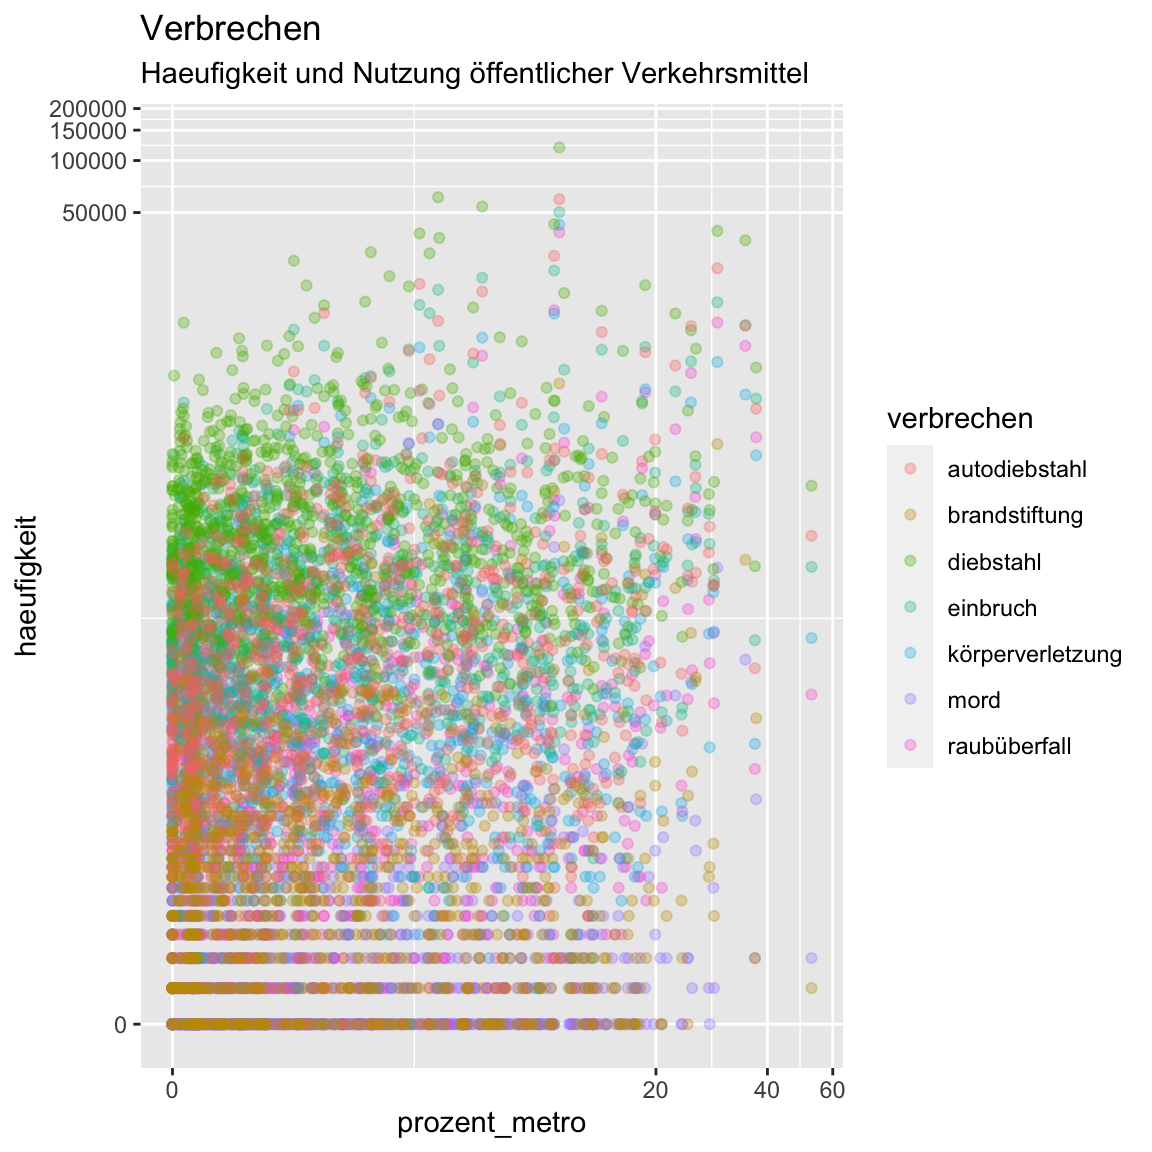 Verbrechen
Haeufigkeit und Nutzung öffentlicher Verkehrsmittel
200000
150000
100000
50000
0
haeufigkeit
0
20
40
60
prozent_metro
verbrechen
autodiebstahl
brandstiftung
diebstahl
einbruch
körperverletzung
mord
raubüberfall